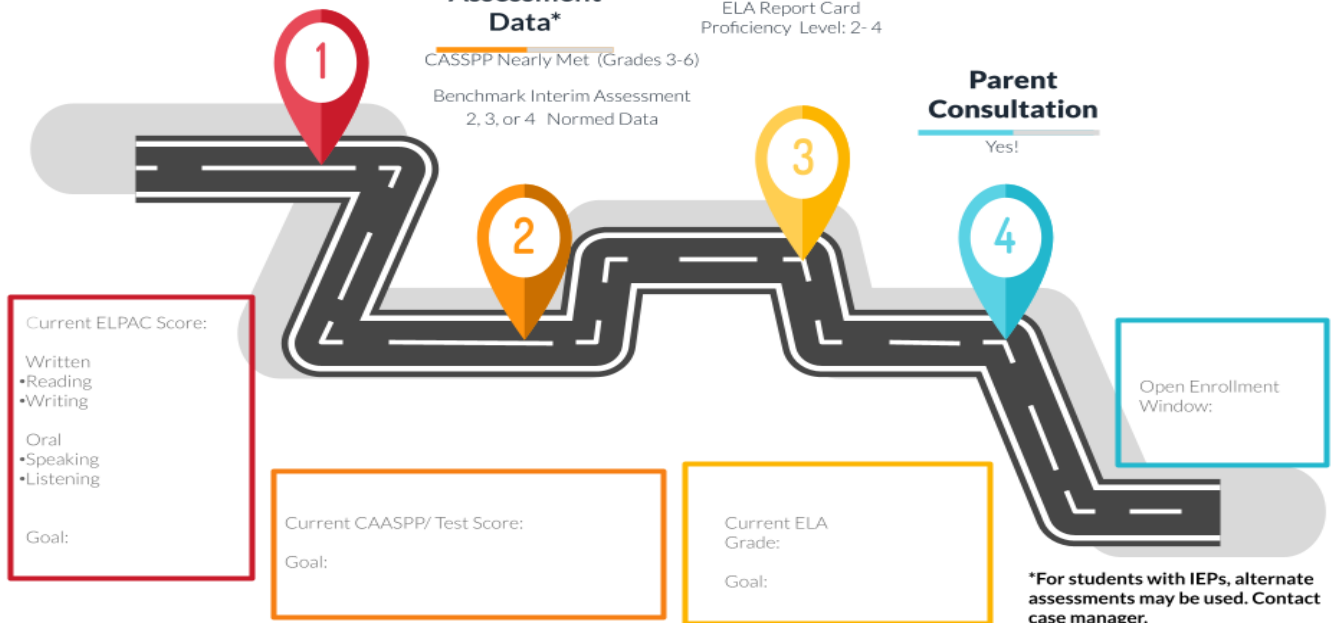 Data*
CASSPP Nearly Met (Grades 3-6)
Benchmark Interim Assessment
2, 3, or 4 Normed Data
ELA Report Card
Proficiency Level: 2- 4
Parent
Consultation
Yes!
1
2
3
4
Current ELPAC Score:
Written
•Reading
•Writing
Oral
•Speaking
•Listening
Goal:
Current CAASPP/ Test Score:
Goal:
Current ELA
Grade:
Goal:
Open Enrollment
Window:
*For students with IEPs, alternate
assessments may be used. Contact
case manager.